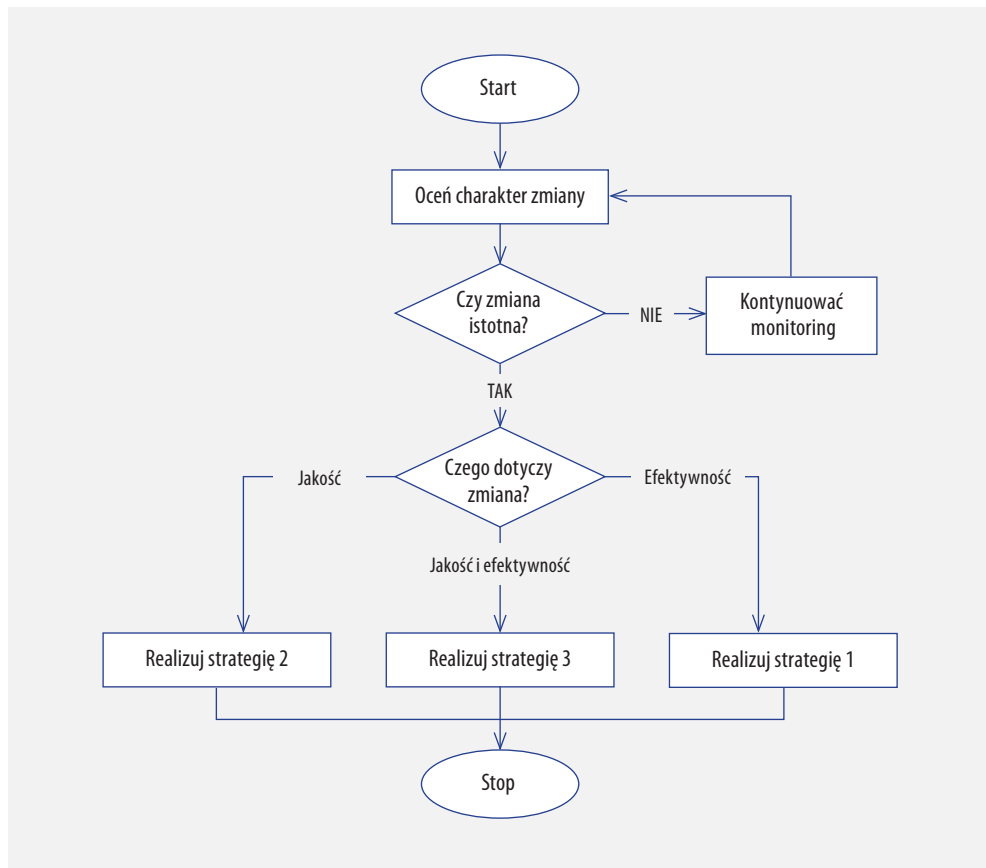 Start
Oceń charakter zmiany
Czy zmiana
istotna?
NIE
Kontynuować
monitoring
TAK
Czego dotyczy
zmiana?
Jakość
Efektywność
Jakość i efektywność
Realizuj strategię 2
Realizuj strategię 3
Realizuj strategię 1
Stop